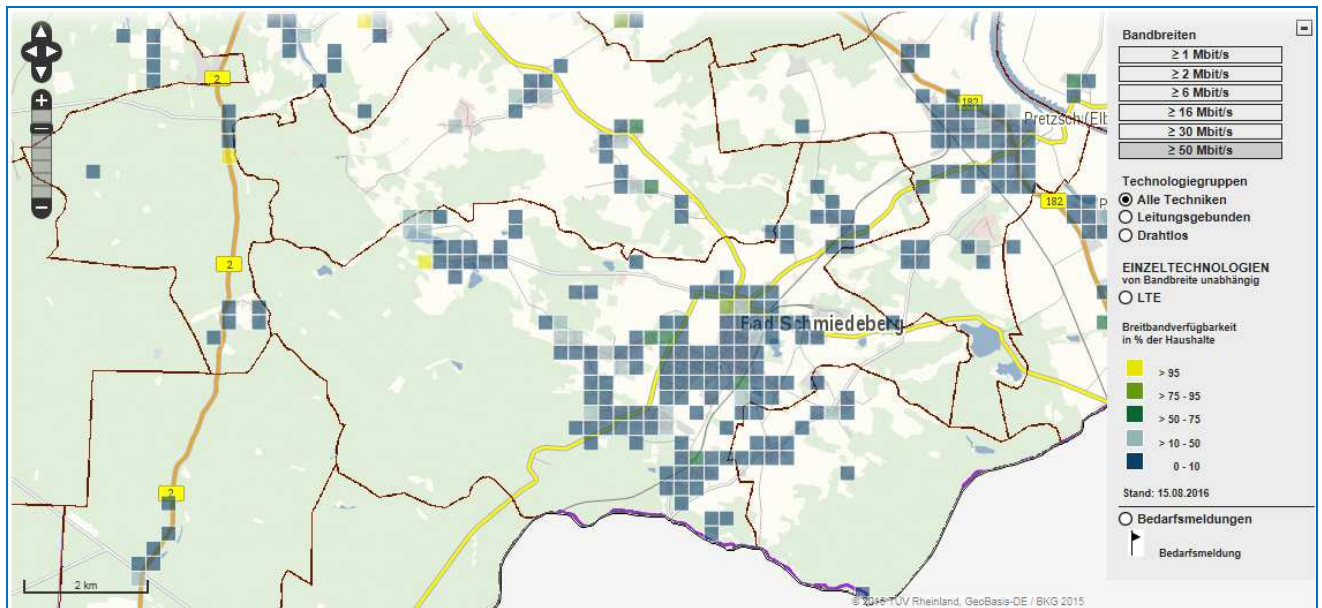 2
182
Pretzsch (Elb
182
P
2
Bad Schmiedeberg
2
2 km
© 2015 TÜV Rheinland, GeoBasis-DE / BKG 2015
Bandbreiten
≥ 1 Mbit/s
≥ 2 Mbit/s
≥ 6 Mbit/s
≥ 16 Mbit/s
≥ 30 Mbit/s
≥ 50 Mbit/s
Technologiegruppen
Alle Techniken
Leitungsgebunden
Drahtlos
EINZELTECHNOLOGIEN
von Bandbreite unabhängig
LTE
Breitbandverfügbarkeit
in % der Haushalte
> 95
> 75 - 95
> 50 - 75
> 10 - 50
0 - 10
Stand: 15.08.2016
Bedarfsmeldungen
Bedarfsmeldung